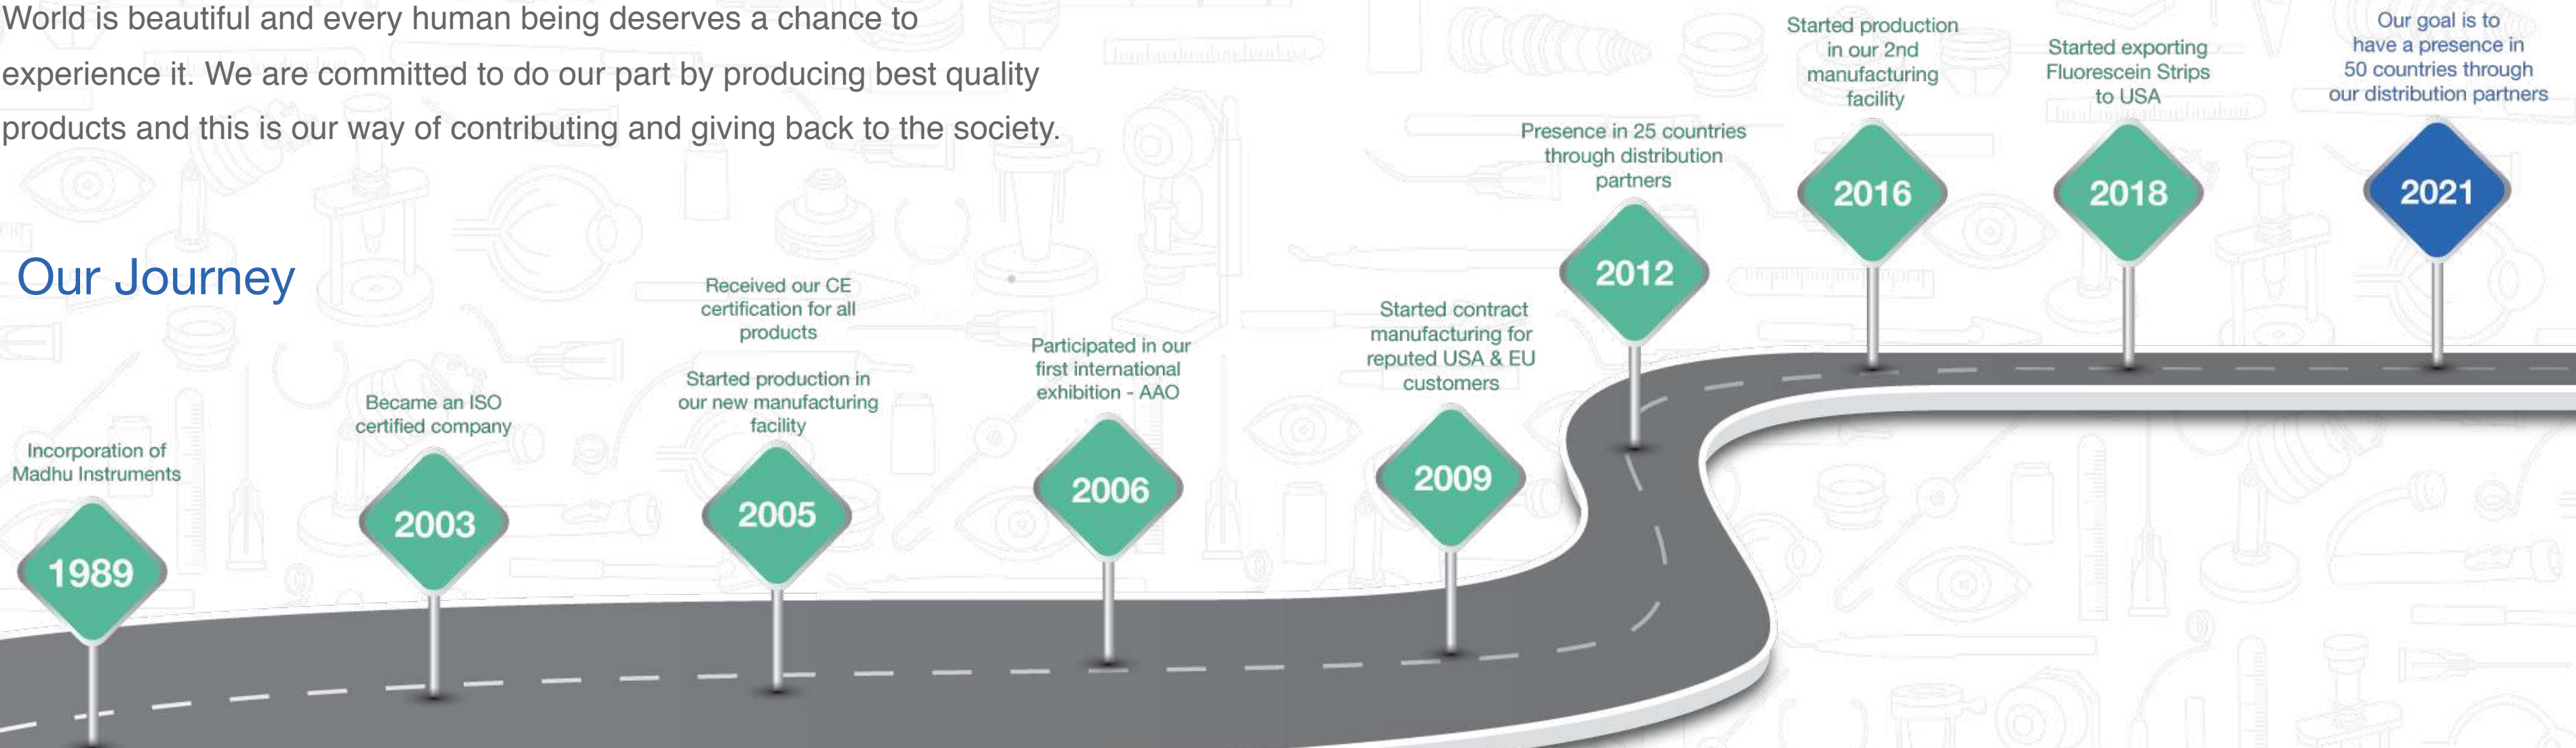 World is beautiful and every human being deserves a chance to
experience it. We are committed to do our part by producing best quality
products and this is our way of contributing and giving back to the society.
Our Journey
Incorporation of
Madhu Instruments
1989
Became an ISO
certified company
2003
Received our CE
certification for all
products
Started production in
our new manufacturing
facility
2005
Participated in our
first international
exhibition - AAO
2006
Started contract
manufacturing for
reputed USA & EU
customers
2009
Presence in 25 countries
through distribution
partners
2012
Started production
in our 2nd
manufacturing
facility
2016
Started exporting
Fluorescein Strips
to USA
2018
Our goal is to
have a presence in
50 countries through
our distribution partners
2021